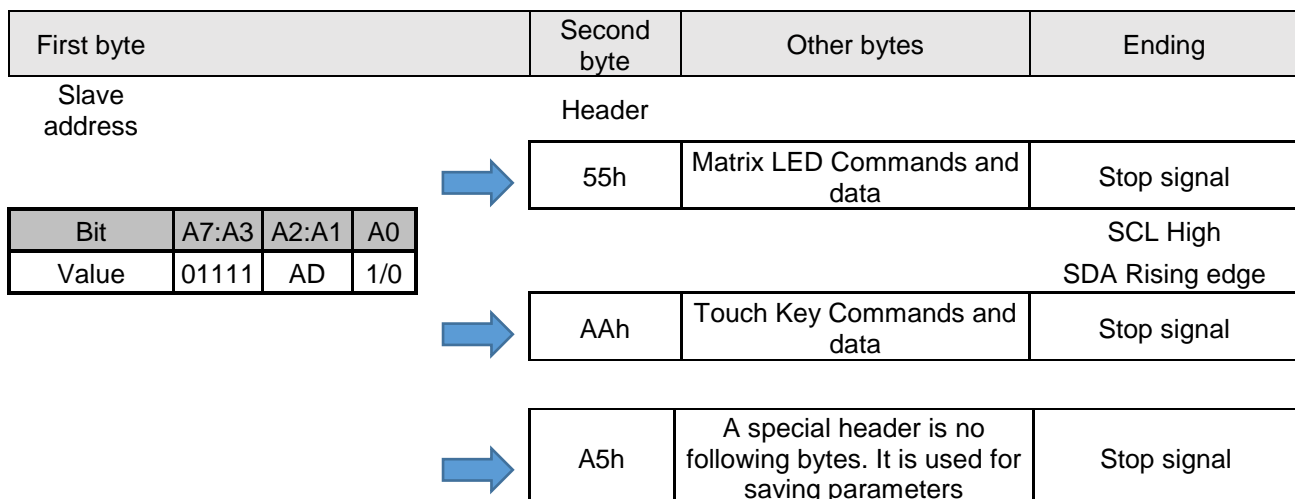 First byte
Second
byte
Other bytes
Ending
Slave
address
Header
55h
Matrix LED Commands and
data
Stop signal
Bit A7:A3 A2:A1 A0
Value 01111 AD 1/0
SCL High
SDA Rising edge
AAh
Touch Key Commands and
data
Stop signal
A5h
A special header is no
following bytes. It is used for
saving parameters
Stop signal